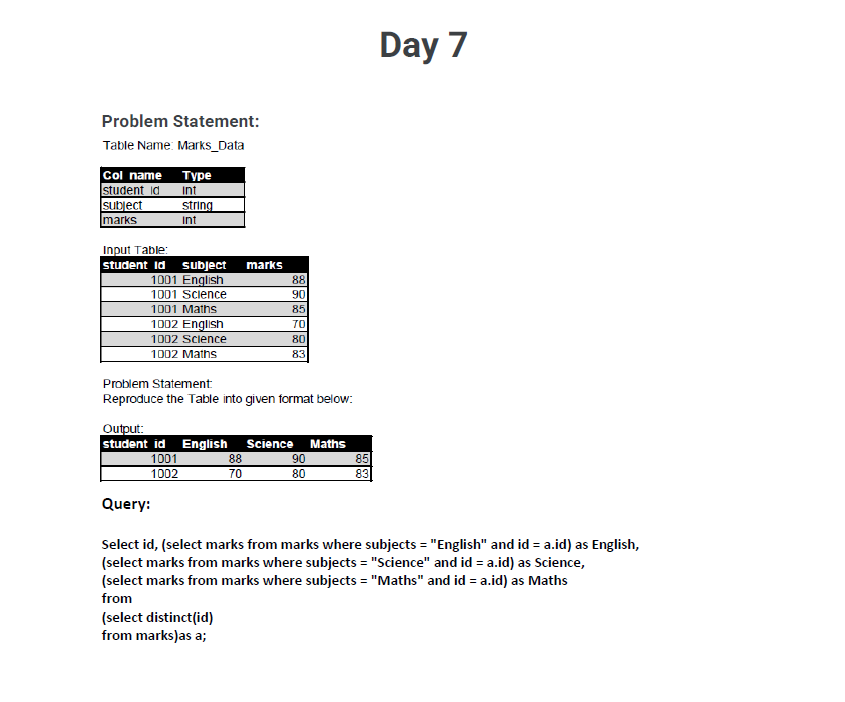 Day 7
Problem Statement:
Table Name: Marks_Data
Col_name Type
student_id int
subject string
marks int
Input Table:
student_id subject marks
1001 English 88
1001 Science 90
1001 Maths 85
1002 English 70
1002 Science 80
1002 Maths 83
Problem Statement:
Reproduce the Table into given format below:
Output:
student_id English Science Maths
1001 88 90 85
1002 70 80 83
Query:
Select id, (select marks from marks where subjects = "English" and id = a.id) as English,
(select marks from marks where subjects = "Science" and id = a.id) as Science,
(select marks from marks where subjects = "Maths" and id = a.id) as Maths
from
(select distinct(id)
from marks)as a;